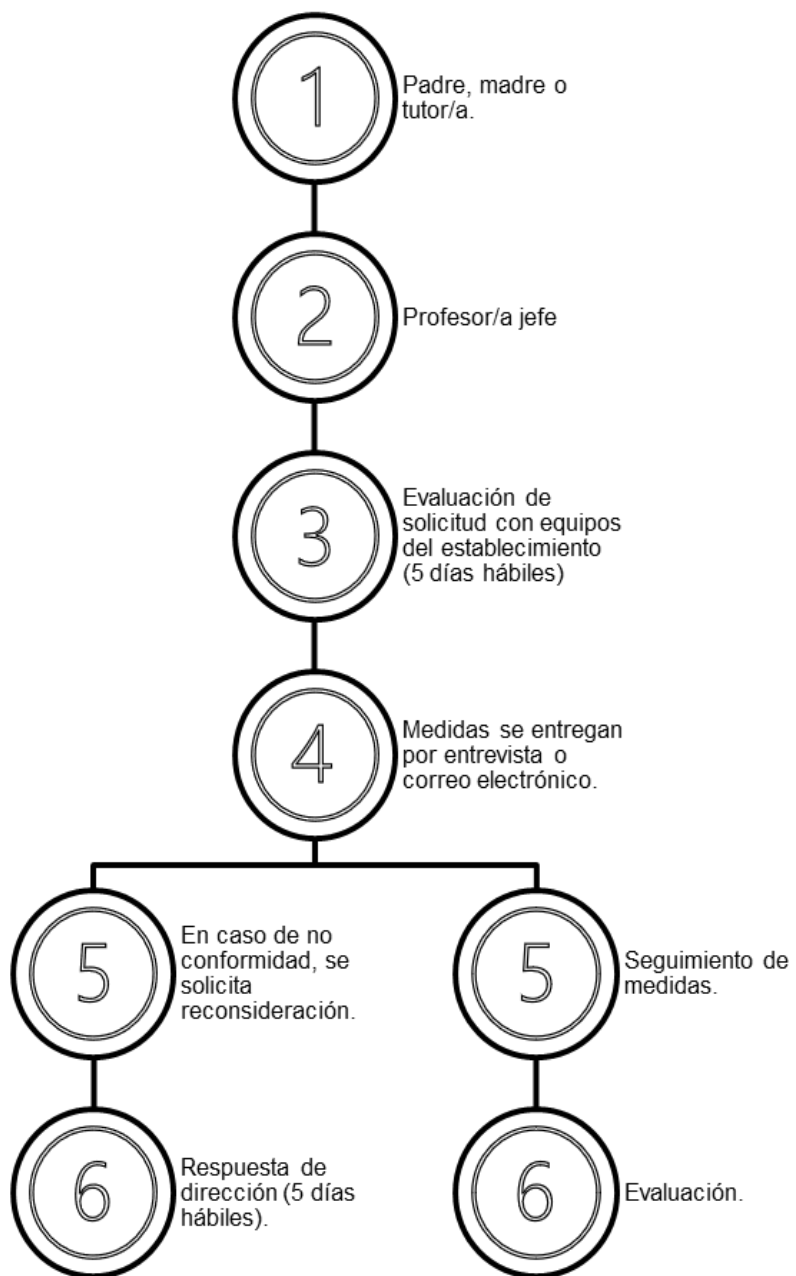 1
Padre, madre o
tutor/a.
2
Profesor/a jefe
3
Evaluación de
solicitud con equipos
del establecimiento
(5 días hábiles)
4
Medidas se entregan
por entrevista o
correo electrónico.
5
En caso de no
conformidad, se
solicita
reconsideración.
6
Respuesta de
dirección (5 días
hábiles).
5
Seguimiento de
medidas.
6
Evaluación.